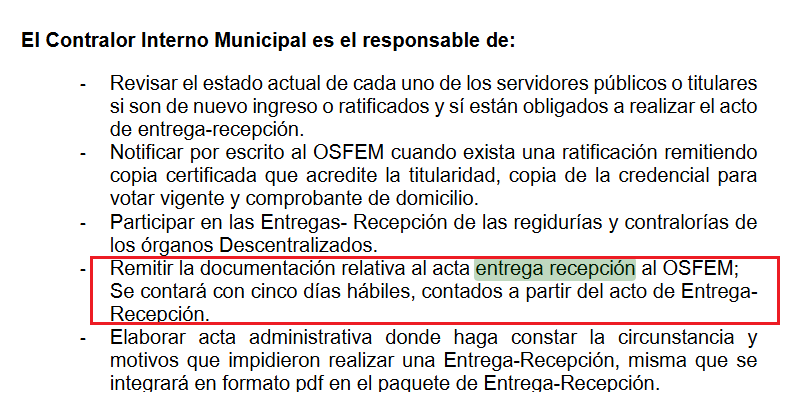 El Contralor Interno Municipal es el responsable de:
- Revisar el estado actual de cada uno de los servidores públicos o titulares
si son de nuevo ingreso o ratificados y sí están obligados a realizar el acto
de entrega-recepción.
- Notificar por escrito al OSFEM cuando exista una ratificación remitiendo
copia certificada que acredite la titularidad, copia de la credencial para
votar vigente y comprobante de domicilio.
- Participar en las Entregas- Recepción de las regidurías y contralorías de
los órganos Descentralizados.
- Remitir la documentación relativa al acta entrega recepción al OSFEM;
Se contará con cinco días hábiles, contados a partir del acto de Entrega-
Recepción.
- Elaborar acta administrativa donde haga constar la circunstancia y
motivos que impidieron realizar una Entrega-Recepción, misma que se
integrará en formato pdf en el paquete de Entrega-Recepción.